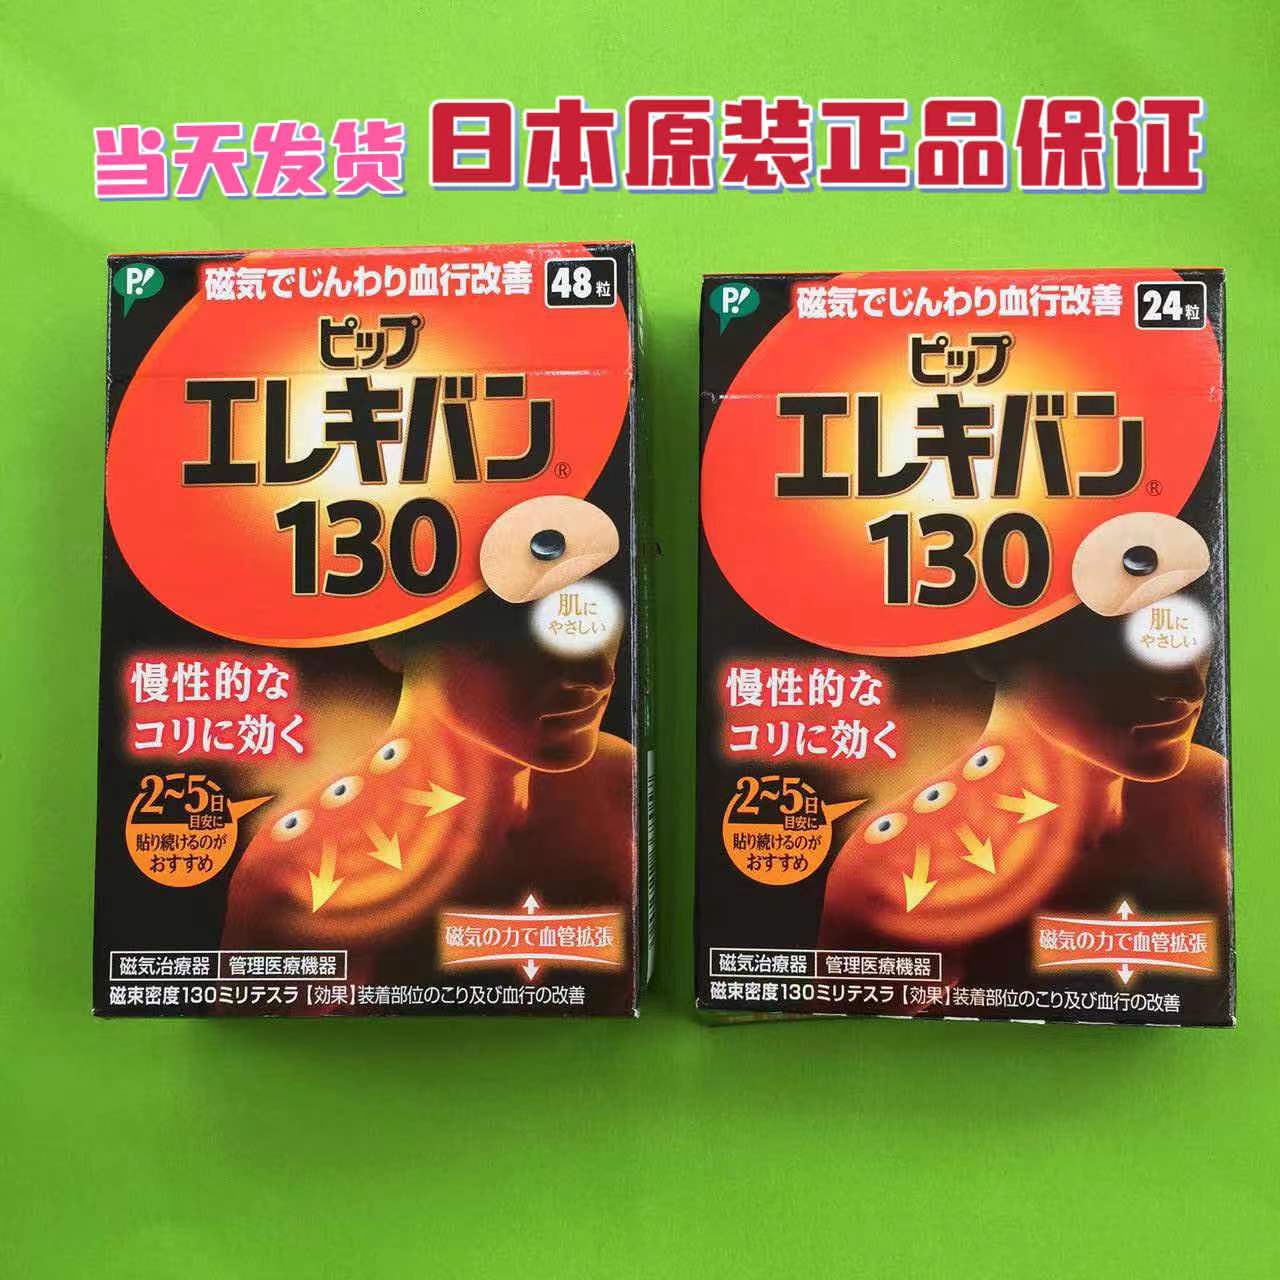 当天发货 日本原装正品保证
P!
磁気でじんわり血行改善
48粒
ピップ
エレキバン®
130
肌に
やさしい
慢性的な
コリに効く
2~5日
目安に
貼り続けるのが
おすすめ
磁気の力で血管拡張
磁気治療器 管理医療機器
磁束密度130ミリテスラ【効果】装着部位のこり及び血行の改善
P!
磁気でじんわり血行改善
24粒
ピップ
エレキバン®
130
肌に
やさしい
慢性的な
コリに効く
2~5日
目安に
貼り続けるのが
おすすめ
磁気の力で血管拡張
磁気治療器 管理医療機器
磁束密度130ミリテスラ【効果】装着部位のこり及び血行の改善